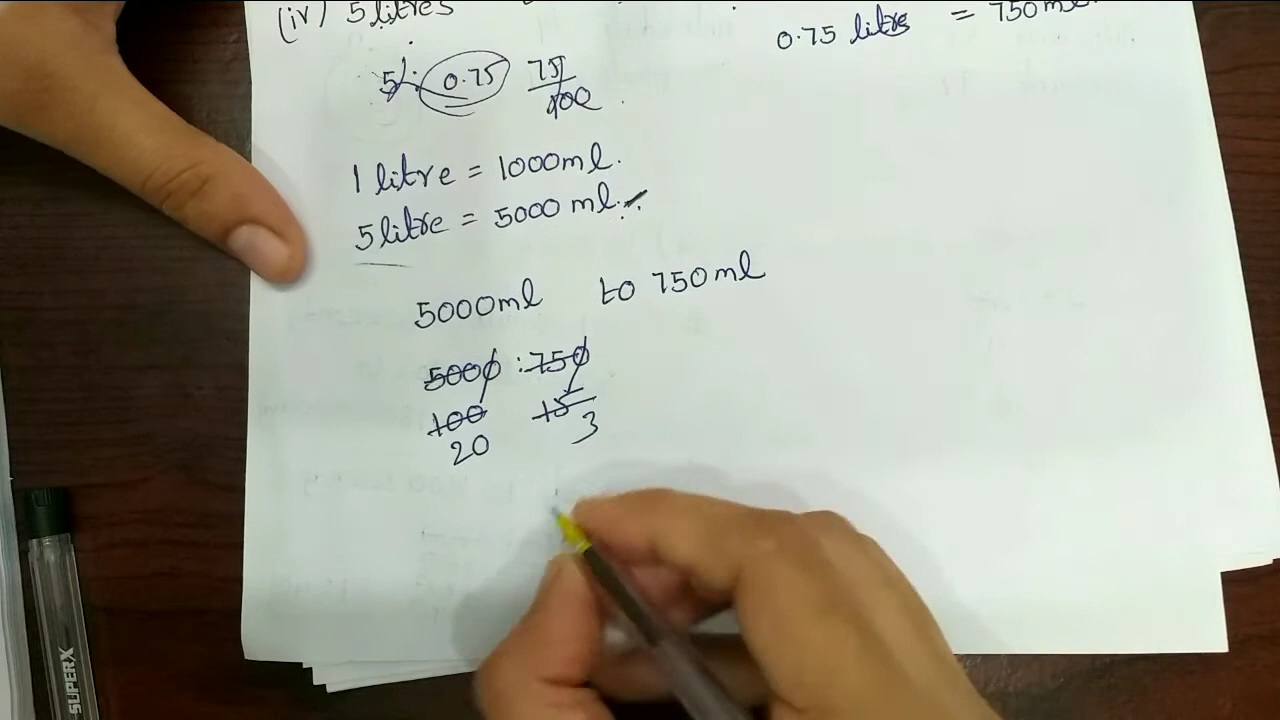 (iv) 5 litres
0.75 litre = 750 ml
5/: 0.75 75/100
1 litre = 1000 ml.
5 litre = 5000 ml.
5000 ml to 750 ml
5000 : 750
100 15
20 3
SUPERX